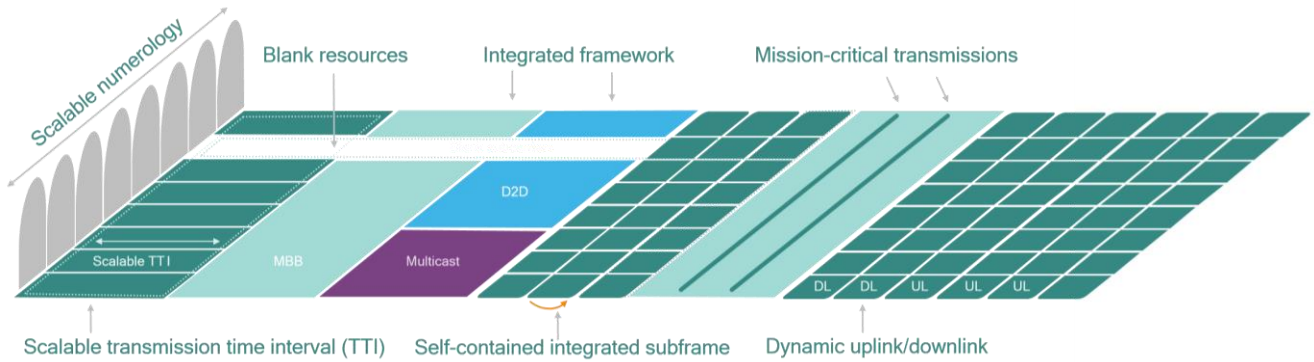 Scalable numerology
Blank resources
Integrated framework
Mission-critical transmissions
D2D
Scalable TTI
MBB
Multicast
DL
DL
UL
UL
UL
Scalable transmission time interval (TTI)
Self-contained integrated subframe
Dynamic uplink/downlink